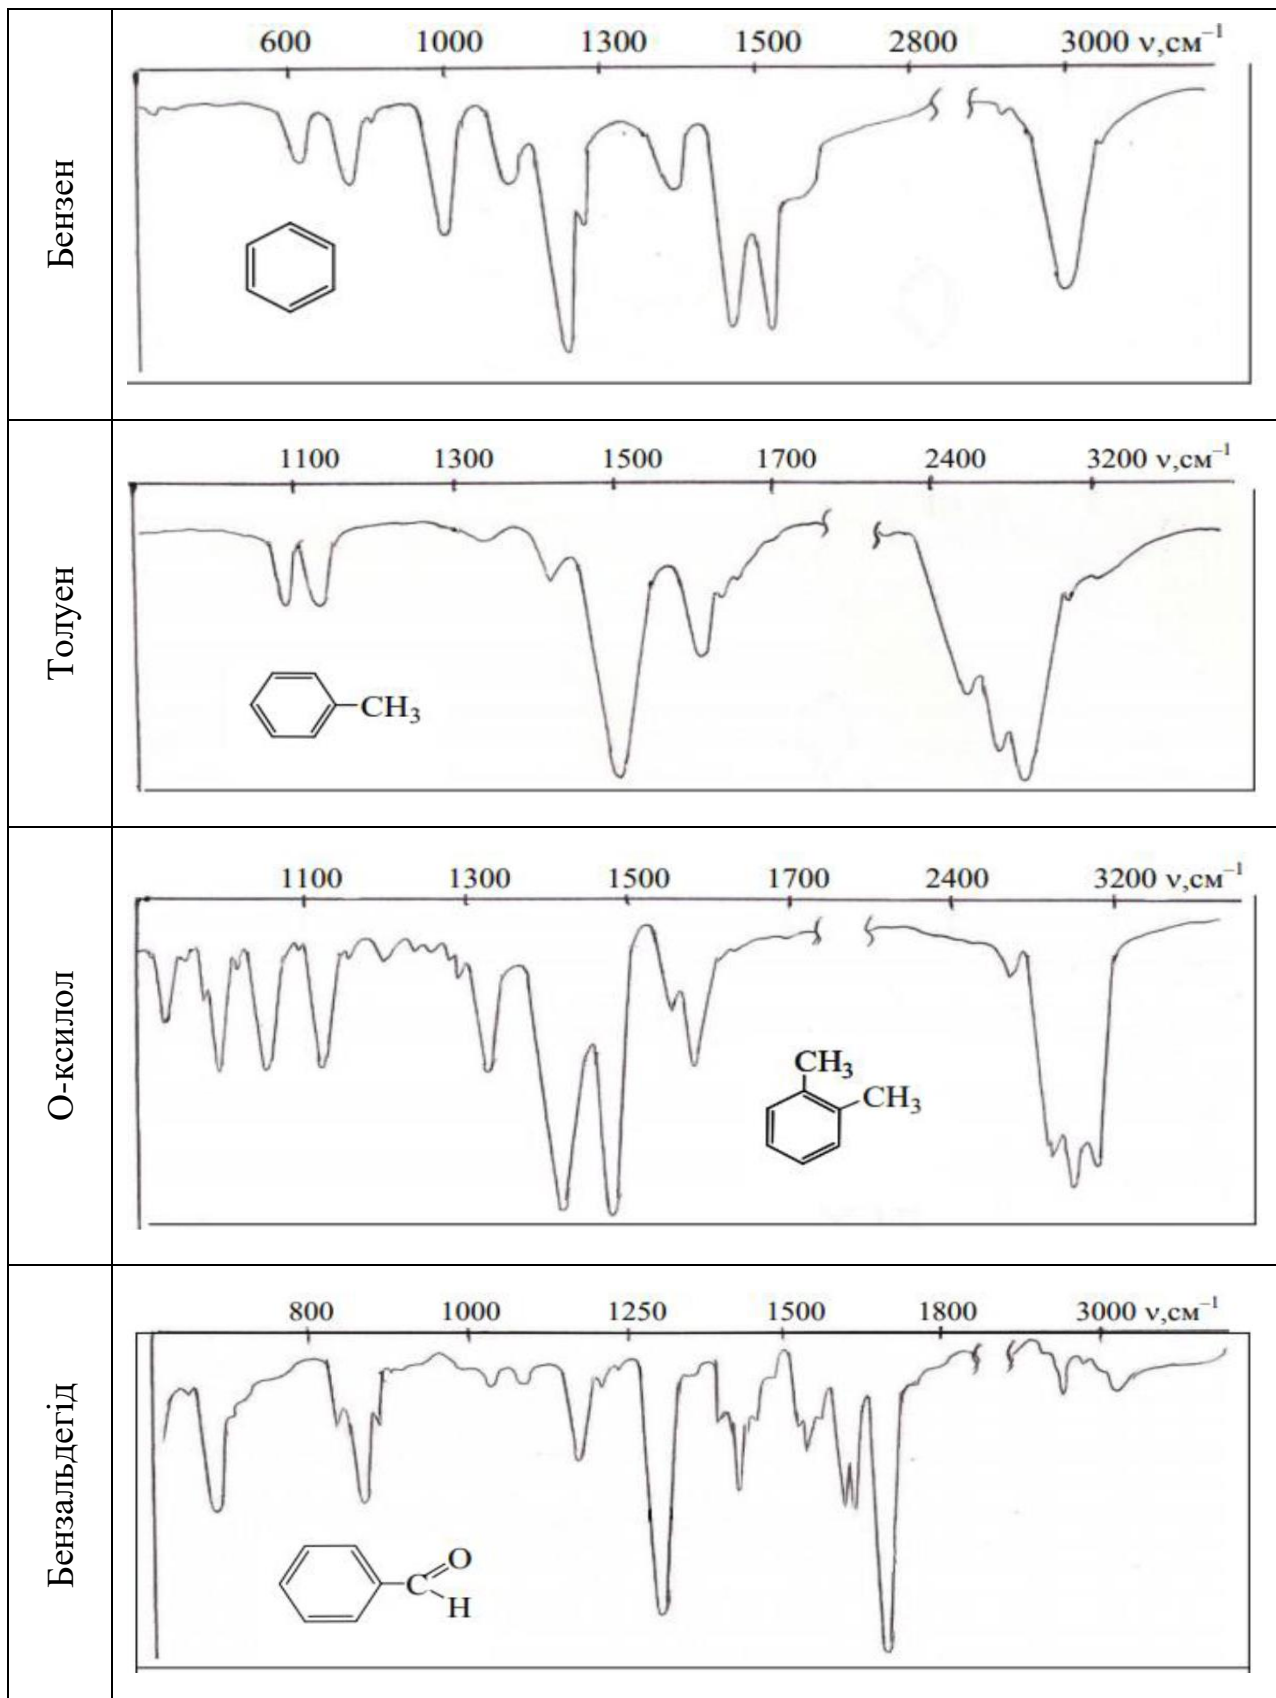 Бензен
600 1000 1300 1500 2800 3000 ν,см⁻¹
Толуен
1100 1300 1500 1700 2400 3200 ν,см⁻¹
CH₃
О-ксилол
1100 1300 1500 1700 2400 3200 ν,см⁻¹
CH₃
CH₃
Бензальдегід
800 1000 1250 1500 1800 3000 ν,см⁻¹
O
C
H